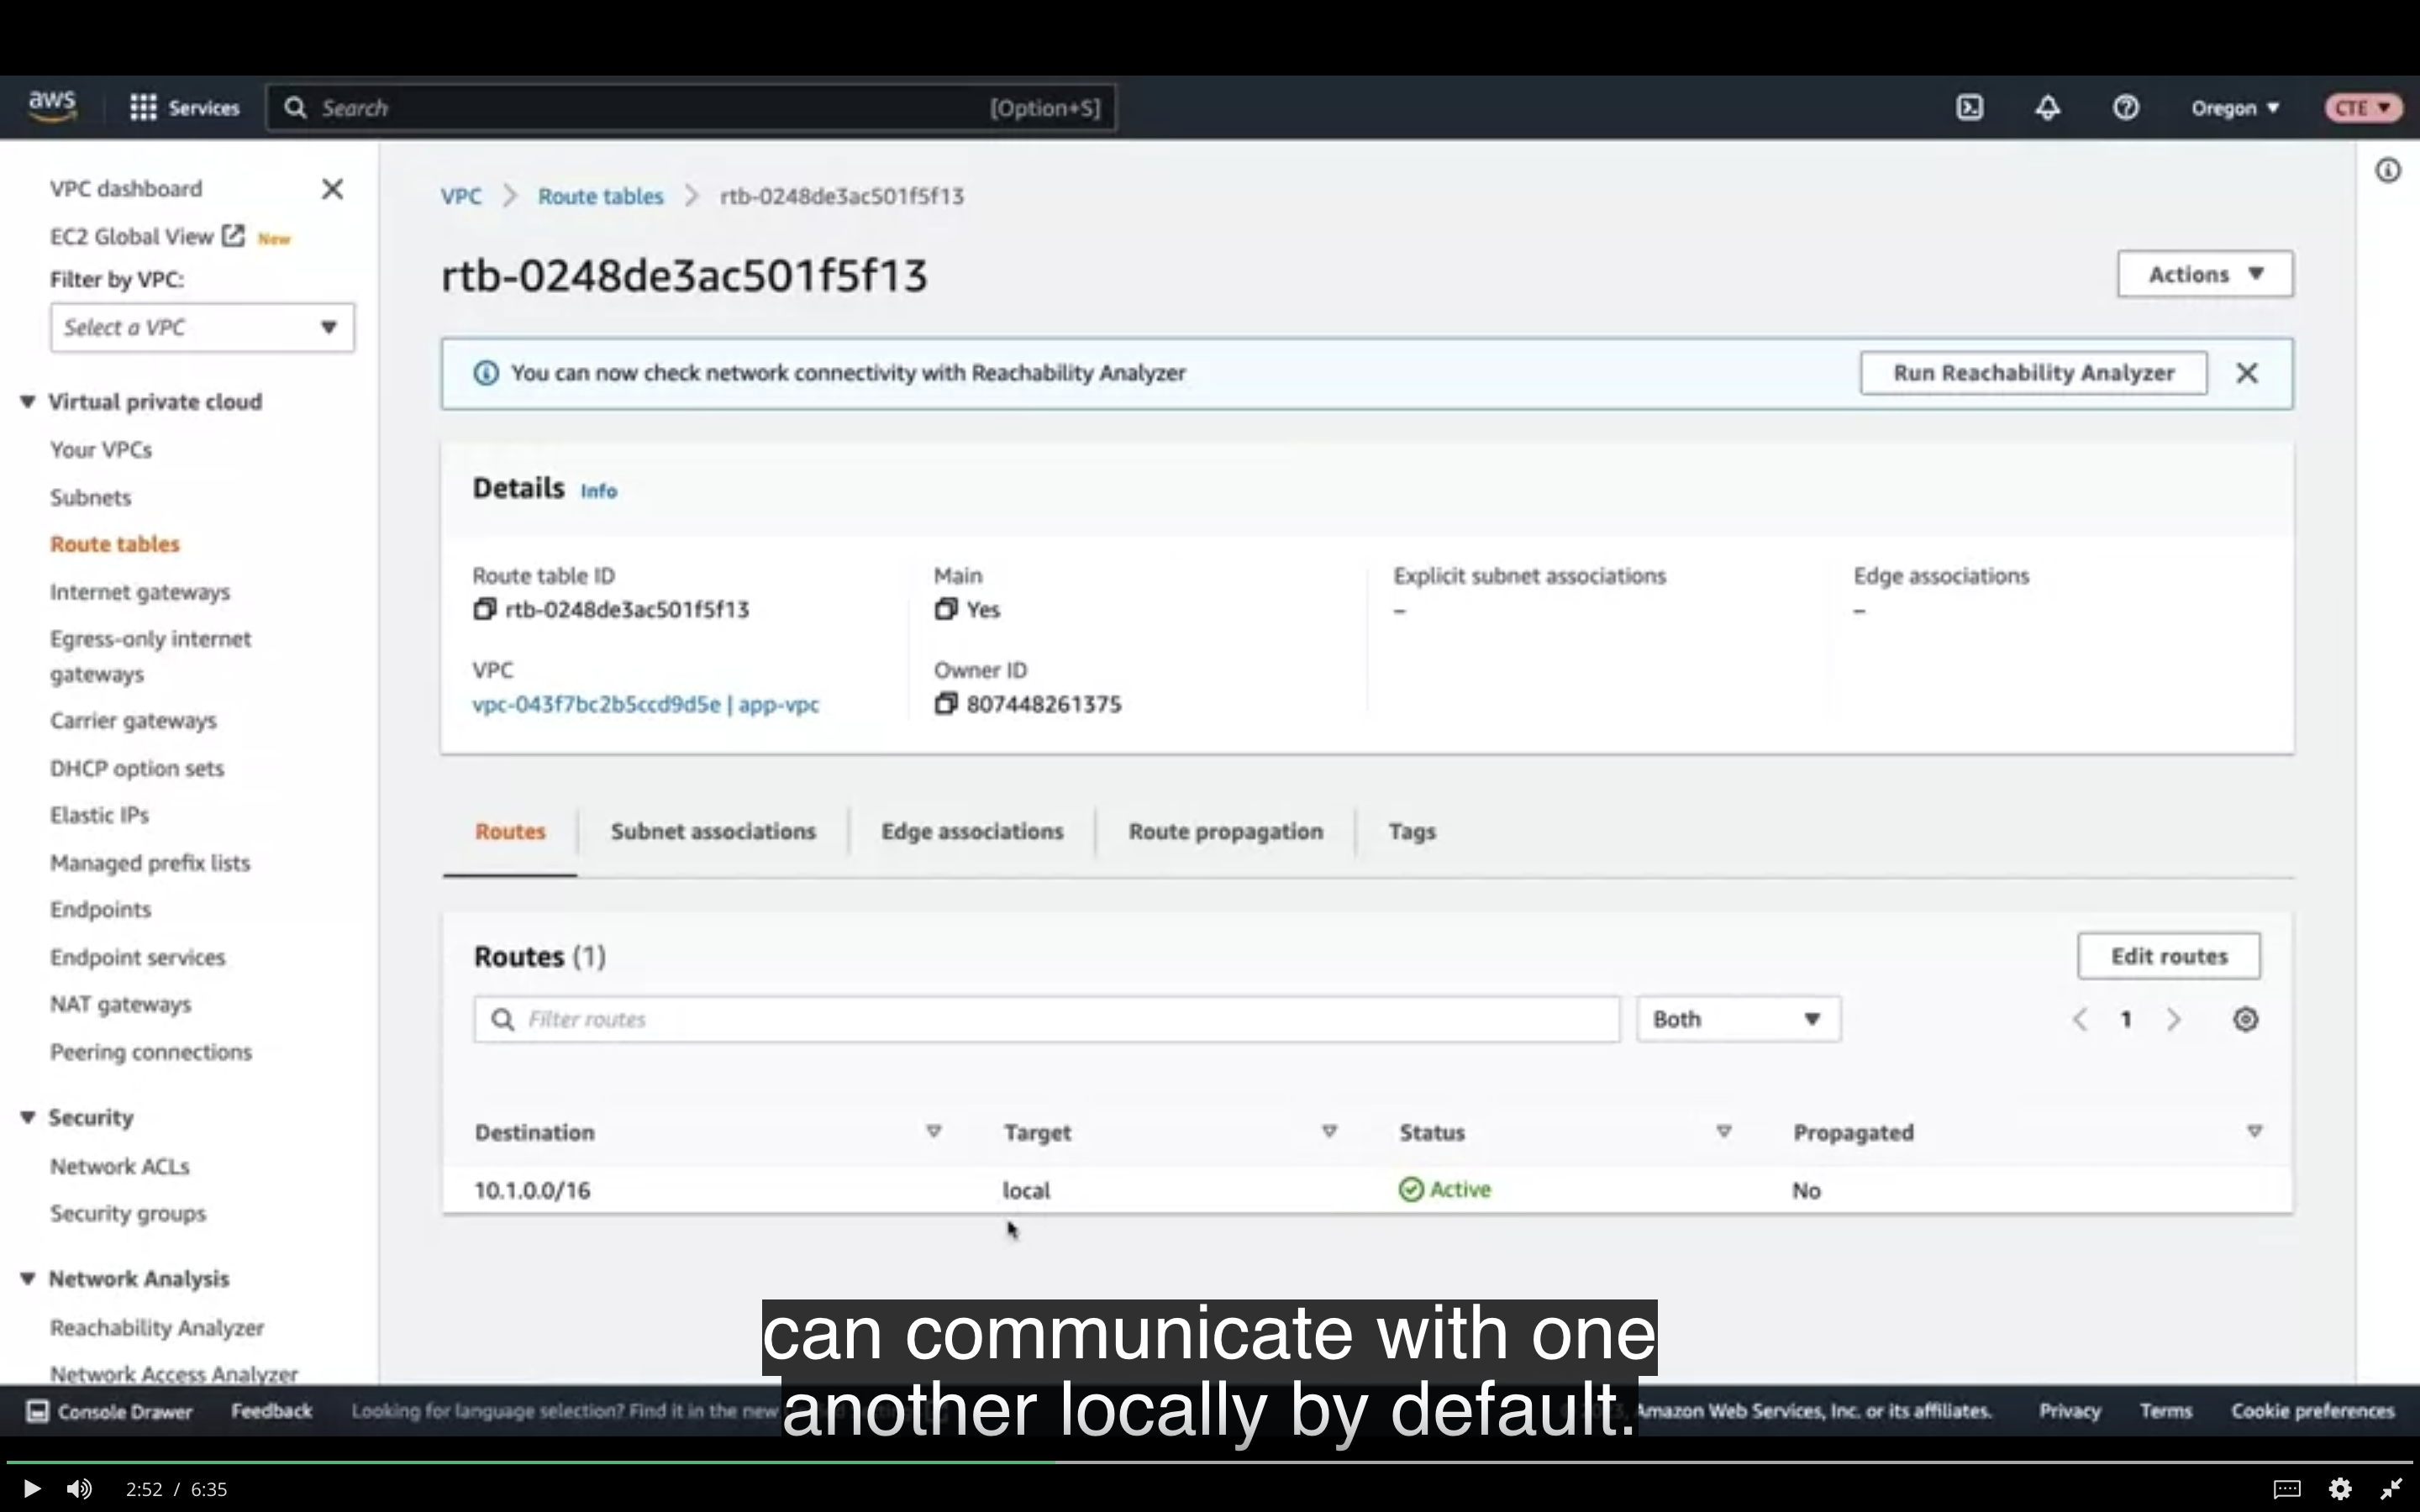 aws
Services
Search
[Option+S]
Oregon
CTE
VPC dashboard
EC2 Global View New
Filter by VPC:
Select a VPC
Virtual private cloud
Your VPCs
Subnets
Route tables
Internet gateways
Egress-only internet
gateways
Carrier gateways
DHCP option sets
Elastic IPs
Managed prefix lists
Endpoints
Endpoint services
NAT gateways
Peering connections
Security
Network ACLs
Security groups
Network Analysis
Reachability Analyzer
Network Access Analyzer
VPC > Route tables > rtb-0248de3ac501f5f13
rtb-0248de3ac501f5f13
Actions
You can now check network connectivity with Reachability Analyzer
Run Reachability Analyzer
Details Info
Route table ID
rtb-0248de3ac501f5f13
Main
Yes
Explicit subnet associations
–
Edge associations
–
VPC
vpc-043f7bc2b5ccd9d5e | app-vpc
Owner ID
807448261375
Routes
Subnet associations
Edge associations
Route propagation
Tags
Routes (1)
Edit routes
Filter routes
Both
1
Destination Target Status Propagated
10.1.0.0/16 local Active No
can communicate with one
another locally by default.
Console Drawer
Feedback
Looking for language selection? Find it in the new
Amazon Web Services, Inc. or its affiliates.
Privacy
Terms
Cookie preferences
2:52 / 6:35